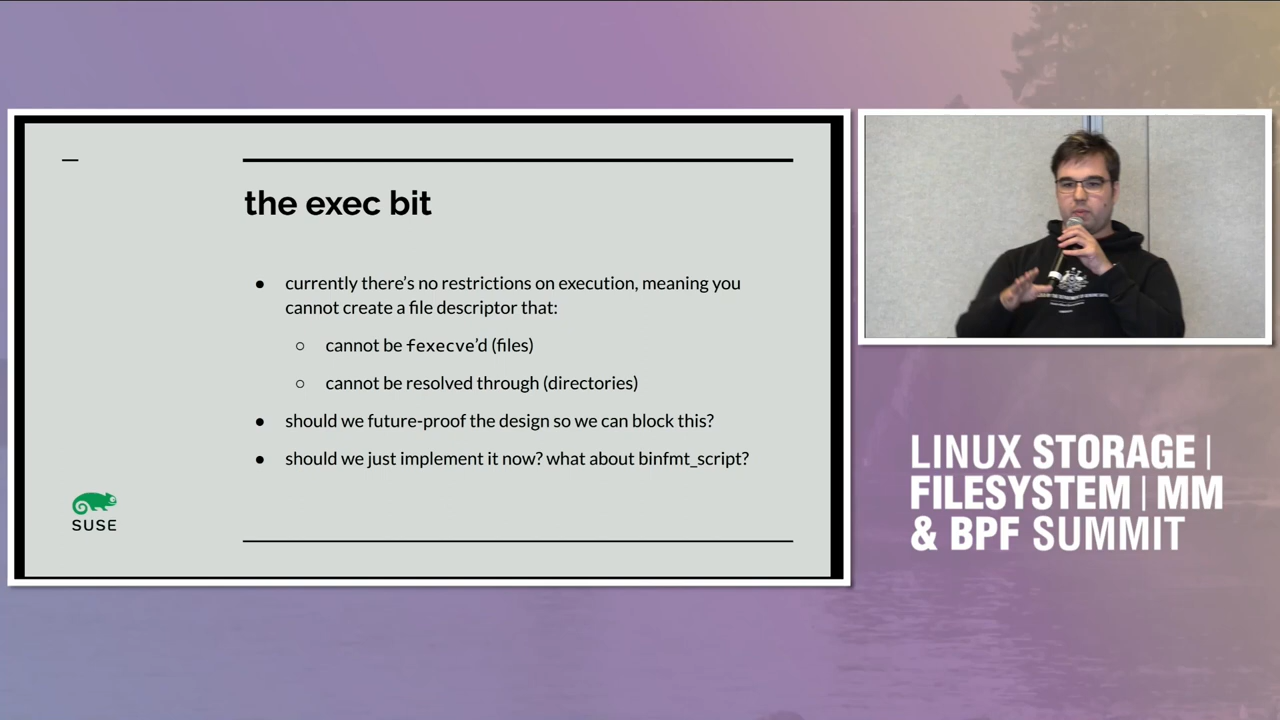 the exec bit
● currently there's no restrictions on execution, meaning you
cannot create a file descriptor that:
○ cannot be fexecve'd (files)
○ cannot be resolved through (directories)
● should we future-proof the design so we can block this?
● should we just implement it now? what about binfmt_script?
SUSE
LINUX STORAGE |
FILESYSTEM | MM
& BPF SUMMIT